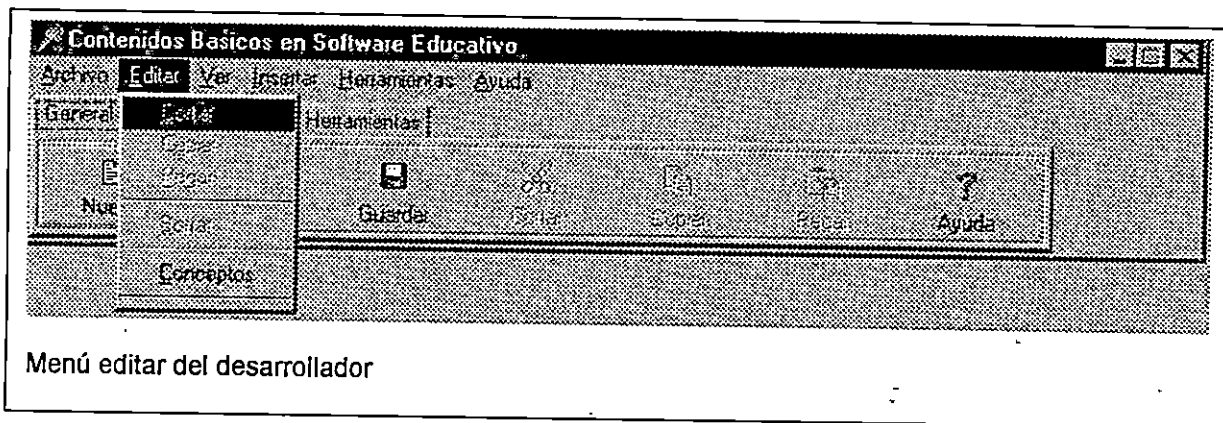 Contenidos Basicos en Software Educativo
Archivo Editar Ver Insertar Herramientas Ayuda
General Herramientas
Cortar
Copiar
Pegar
Nue Guardar Cortar Copiar Pegar Ayuda
Borrar
Conceptos
Menú editar del desarrollador